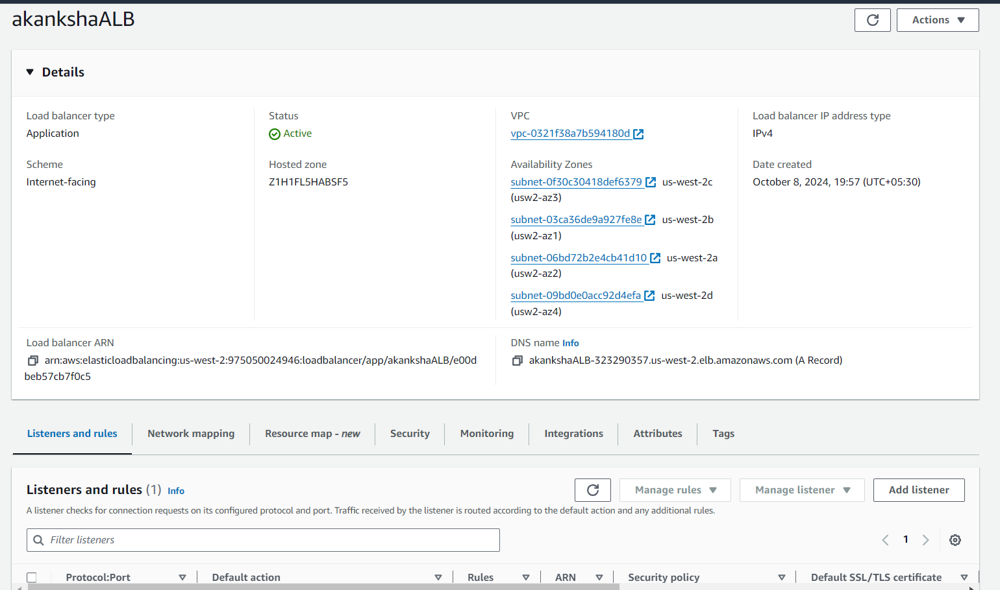 akankshaALB
Actions
Details
Load balancer type
Application
Status
Active
VPC
vpc-0321f38a7b594180d
Load balancer IP address type
IPv4
Scheme
Internet-facing
Hosted zone
Z1H1FL5HABSF5
Availability Zones
subnet-0f30c30418def6379 us-west-2c
(usw2-az3)
subnet-03ca36de9a927fe8e us-west-2b
(usw2-az1)
subnet-06bd72b2e4cb41d10 us-west-2a
(usw2-az2)
subnet-09bd0e0acc92d4efa us-west-2d
(usw2-az4)
Date created
October 8, 2024, 19:57 (UTC+05:30)
Load balancer ARN
arn:aws:elasticloadbalancing:us-west-2:975050024946:loadbalancer/app/akankshaALB/e00d
beb57cb7f0c5
DNS name Info
akankshaALB-323290357.us-west-2.elb.amazonaws.com (A Record)
Listeners and rules
Network mapping
Resource map - new
Security
Monitoring
Integrations
Attributes
Tags
Listeners and rules (1) Info
Manage rules
Manage listener
Add listener
A listener checks for connection requests on its configured protocol and port. Traffic received by the listener is routed according to the default action and any additional rules.
Filter listeners
1
Protocol:Port
Default action
Rules
ARN
Security policy
Default SSL/TLS certificate